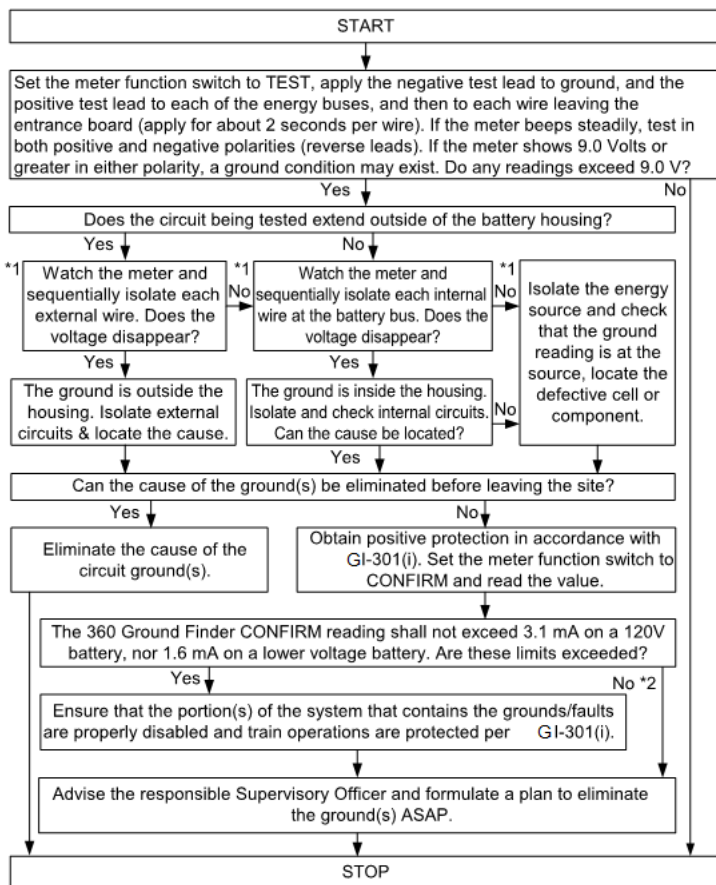 START
Set the meter function switch to TEST, apply the negative test lead to ground, and the
positive test lead to each of the energy buses, and then to each wire leaving the
entrance board (apply for about 2 seconds per wire). If the meter beeps steadily, test in
both positive and negative polarities (reverse leads). If the meter shows 9.0 Volts or
greater in either polarity, a ground condition may exist. Do any readings exceed 9.0 V?
Yes
No
Does the circuit being tested extend outside of the battery housing?
Yes
No
*1
Watch the meter and
sequentially isolate each
external wire. Does the
voltage disappear?
No
*1
Watch the meter and
sequentially isolate each internal
wire at the battery bus. Does the
voltage disappear?
No
*1
Isolate the energy
source and check
that the ground
reading is at the
source, locate the
defective cell or
component.
Yes
Yes
The ground is outside the
housing. Isolate external
circuits & locate the cause.
The ground is inside the housing.
Isolate and check internal circuits.
Can the cause be located?
No
Yes
Can the cause of the ground(s) be eliminated before leaving the site?
Yes
No
Eliminate the cause of the
circuit ground(s).
Obtain positive protection in accordance with
GI-301(i). Set the meter function switch to
CONFIRM and read the value.
The 360 Ground Finder CONFIRM reading shall not exceed 3.1 mA on a 120V
battery, nor 1.6 mA on a lower voltage battery. Are these limits exceeded?
Yes
No *2
Ensure that the portion(s) of the system that contains the grounds/faults
are properly disabled and train operations are protected per GI-301(i).
Advise the responsible Supervisory Officer and formulate a plan to eliminate
the ground(s) ASAP.
STOP